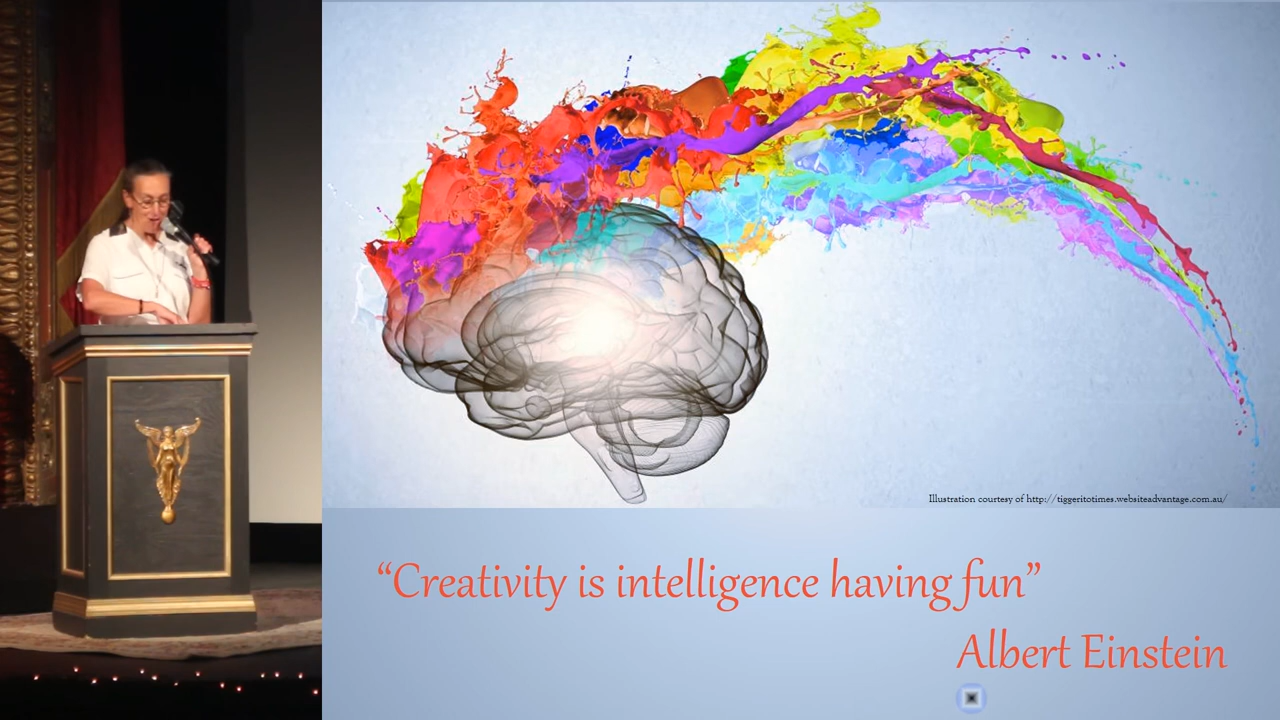 Illustration courtesy of http://tiggeritotimes.websiteadvantage.com.au/
“Creativity is intelligence having fun”
Albert Einstein